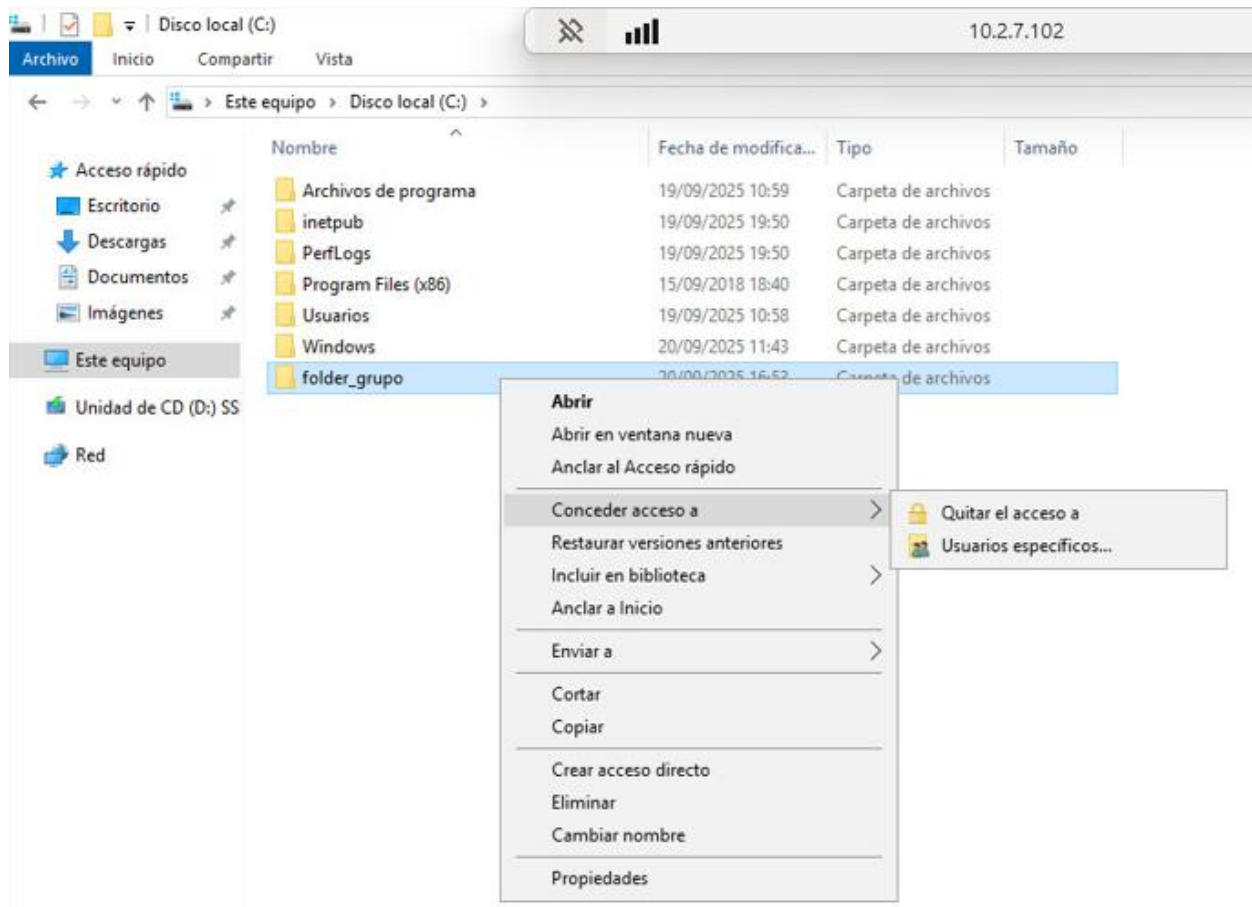 Disco local (C:)
10.2.7.102
Archivo Inicio Compartir Vista
Este equipo > Disco local (C:) >
Nombre Fecha de modifica... Tipo Tamaño
Acceso rápido
Escritorio
Descargas
Documentos
Imágenes
Este equipo
Unidad de CD (D:) SS
Red
Archivos de programa 19/09/2025 10:59 Carpeta de archivos
inetpub 19/09/2025 19:50 Carpeta de archivos
PerfLogs 19/09/2025 19:50 Carpeta de archivos
Program Files (x86) 15/09/2018 18:40 Carpeta de archivos
Usuarios 19/09/2025 10:58 Carpeta de archivos
Windows 20/09/2025 11:43 Carpeta de archivos
folder_grupo 20/09/2025 16:53 Carpeta de archivos
Abrir
Abrir en ventana nueva
Anclar al Acceso rápido
Conceder acceso a
Quitar el acceso a
Usuarios específicos...
Restaurar versiones anteriores
Incluir en biblioteca
Anclar a Inicio
Enviar a
Cortar
Copiar
Crear acceso directo
Eliminar
Cambiar nombre
Propiedades